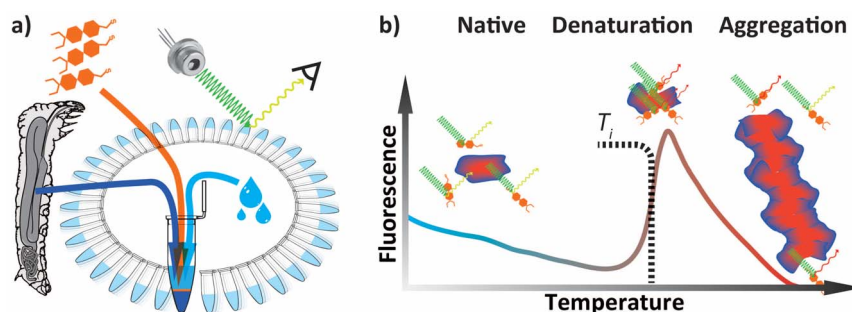 a)
S
S
S
b)
Native
Denaturation
Aggregation
Fluorescence
Ti
Temperature